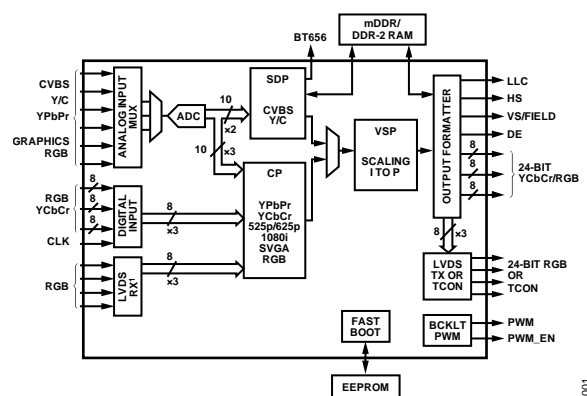 mDDR/
DDR-2 RAM
BT656
CVBS
Y/C
YPbPr
GRAPHICS
RGB
ANALOG INPUT
MUX
ADC
10
×2
10
×3
SDP
CVBS
Y/C
CP
YPbPr
YCbCr
525p/625p
1080i
SVGA
RGB
VSP
SCALING
I TO P
OUTPUT FORMATTER
LLC
HS
VS/FIELD
DE
8
8
8
24-BIT
YCbCr/RGB
RGB
YCbCr
8
8
8
CLK
DIGITAL
INPUT
8
×3
RGB
LVDS
RX1
8
×3
8
×3
LVDS
TX OR
TCON
24-BIT RGB
OR
TCON
FAST
BOOT
BCKLT
PWM
PWM
PWM_EN
EEPROM
001